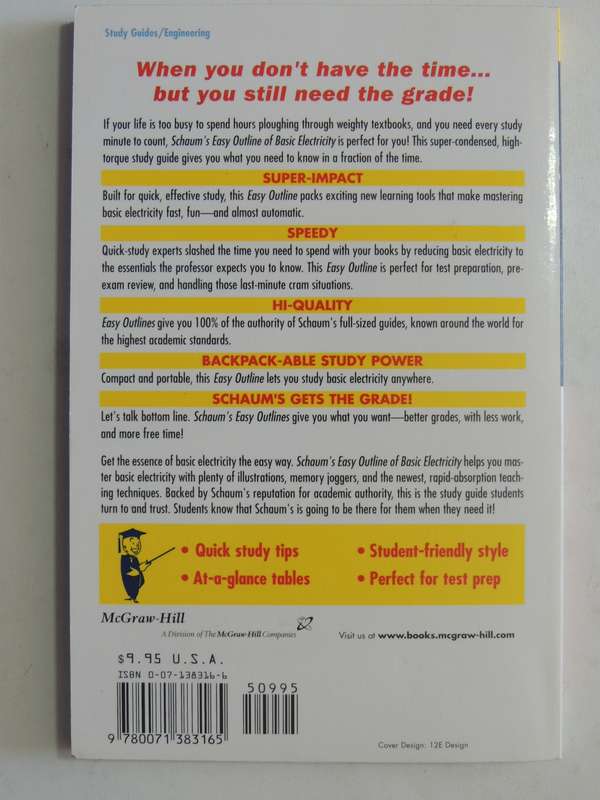 Study Guides/Engineering
When you don't have the time...
but you still need the grade!
If your life is too busy to spend hours ploughing through weighty textbooks, and you need every study
minute to count, Schaum's Easy Outline of Basic Electricity is perfect for you! This super-condensed, high-
torque study guide gives you what you need to know in a fraction of the time.
SUPER-IMPACT
Built for quick, effective study, this Easy Outline packs exciting new learning tools that make mastering
basic electricity fast, fun—and almost automatic.
SPEEDY
Quick-study experts slashed the time you need to spend with your books by reducing basic electricity to
the essentials the professor expects you to know. This Easy Outline is perfect for test preparation, pre-
exam review, and handling those last-minute cram situations.
HI-QUALITY
Easy Outlines give you 100% of the authority of Schaum's full-sized guides, known around the world for
the highest academic standards.
BACKPACK-ABLE STUDY POWER
Compact and portable, this Easy Outline lets you study basic electricity anywhere.
SCHAUM'S GETS THE GRADE!
Let's talk bottom line. Schaum's Easy Outlines give you what you want—better grades, with less work,
and more free time!
Get the essence of basic electricity the easy way. Schaum's Easy Outline of Basic Electricity helps you mas-
ter basic electricity with plenty of illustrations, memory joggers, and the newest, rapid-absorption teach-
ing techniques. Backed by Schaum's reputation for academic authority, this is the study guide students
turn to and trust. Students know that Schaum's is going to be there for them when they need it!
• Quick study tips
• Student-friendly style
• At-a-glance tables
• Perfect for test prep
McGraw-Hill
A Division of The McGraw-Hill Companies
Visit us at www.books.mcgraw-hill.com
$9.95 U.S.A.
ISBN 0-07-138316-6
50995
9 780071 383165
Cover Design: 12E Design